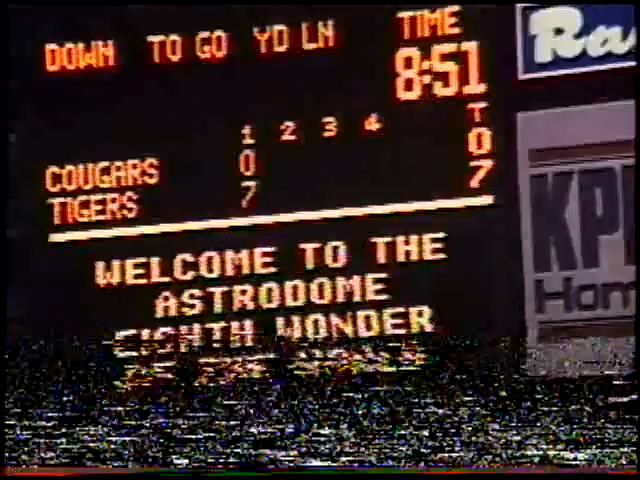 DOWN TO GO YD LN TIME
8:51
1 2 3 4 T
COUGARS 0 0
TIGERS 7 7
WELCOME TO THE
ASTRODOME
EIGHTH WONDER